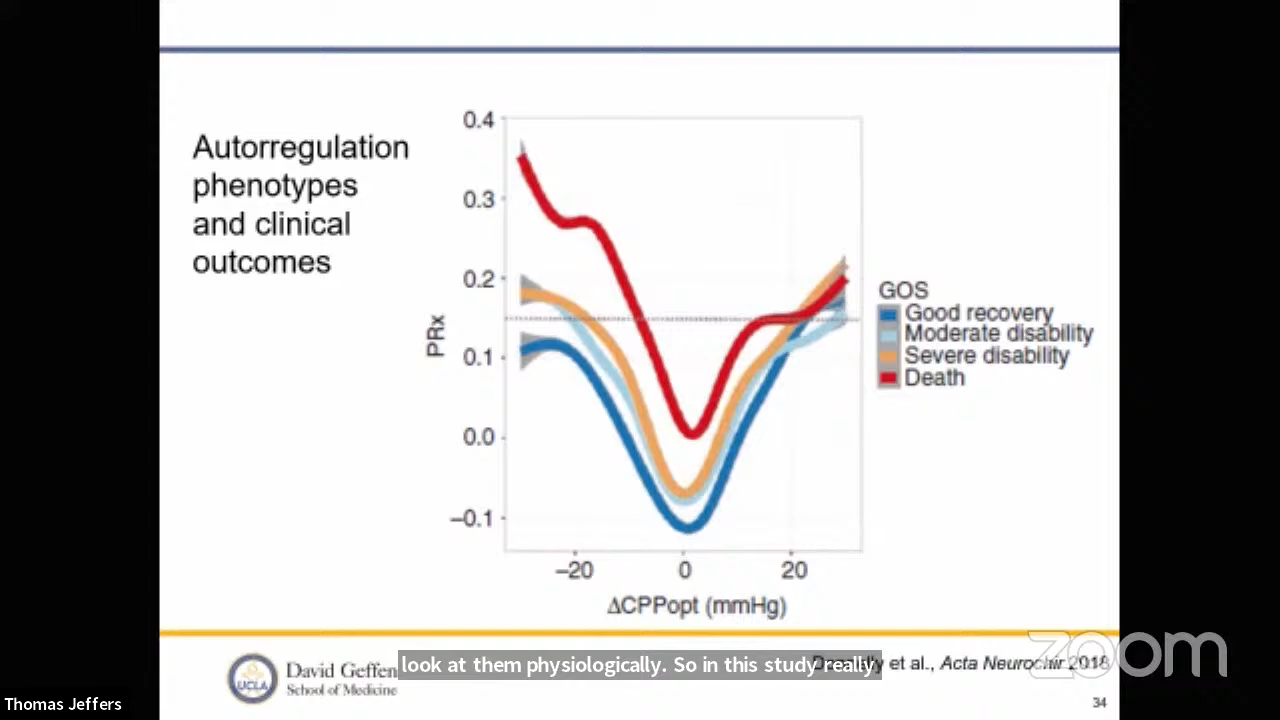 Autorregulation
phenotypes
and clinical
outcomes
0.4
0.3
0.2
0.1
0.0
−0.1
PRx
−20
0
20
ΔCPPopt (mmHg)
GOS
Good recovery
Moderate disability
Severe disability
Death
UCLA
David Geffen
School of Medicine
look at them physiologically. So in this study really
et al., Acta Neurochir 2018
zoom
34
Thomas Jeffers